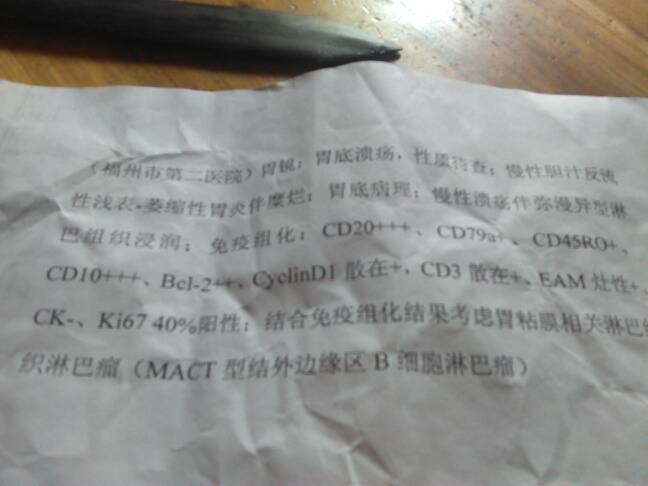 （福州市第二医院）胃镜：胃底溃疡，性质待查；慢性胆汁反流
性浅表-萎缩性胃炎伴糜烂；胃底病理；慢性溃疡伴弥漫异型淋
巴组织浸润；免疫组化：CD20+++、CD79a+、CD45RO+、
CD10+++、Bcl-2++、CyclinD1 散在+，CD3 散在+、EAM 灶性+、
CK-、Ki67 40%阳性；结合免疫组化结果考虑胃粘膜相关淋巴组
织淋巴瘤（MACT 型结外边缘区 B 细胞淋巴瘤）